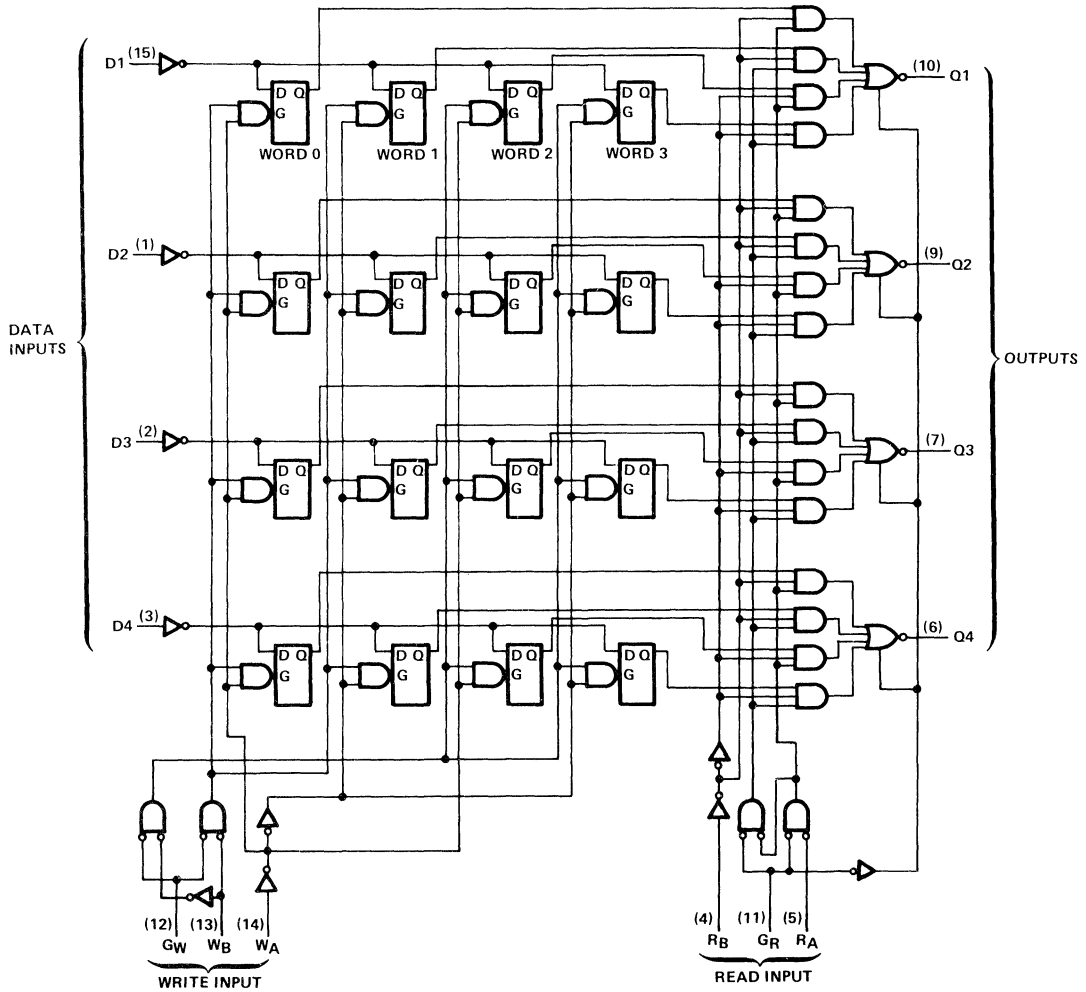 D1 (15)
(10) Q1
D Q
G
D Q
G
D Q
G
D Q
G
WORD 0
WORD 1
WORD 2
WORD 3
D2 (1)
(9) Q2
D Q
G
D Q
G
D Q
G
D Q
G
DATA
INPUTS
OUTPUTS
D3 (2)
(7) Q3
D Q
G
D Q
G
D Q
G
D Q
G
D4 (3)
(6) Q4
D Q
G
D Q
G
D Q
G
D Q
G
(12) (13) (14)
GW WB WA
WRITE INPUT
(4) (11) (5)
RB GR RA
READ INPUT